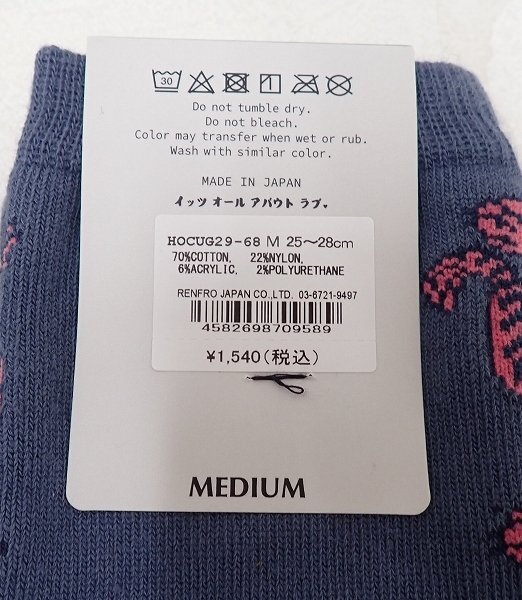 30
Do not tumble dry.
Do not bleach.
Color may transfer when wet or rub.
Wash with similar color.
MADE IN JAPAN
イッツ オール アバウト ラブ♥
HOCUG29-68 M 25～28cm
70%COTTON, 22%NYLON,
6%ACRYLIC, 2%POLYURETHANE
RENFRO JAPAN CO.,LTD. 03-6721-9497
4582698709589
¥1,540(税込)
MEDIUM